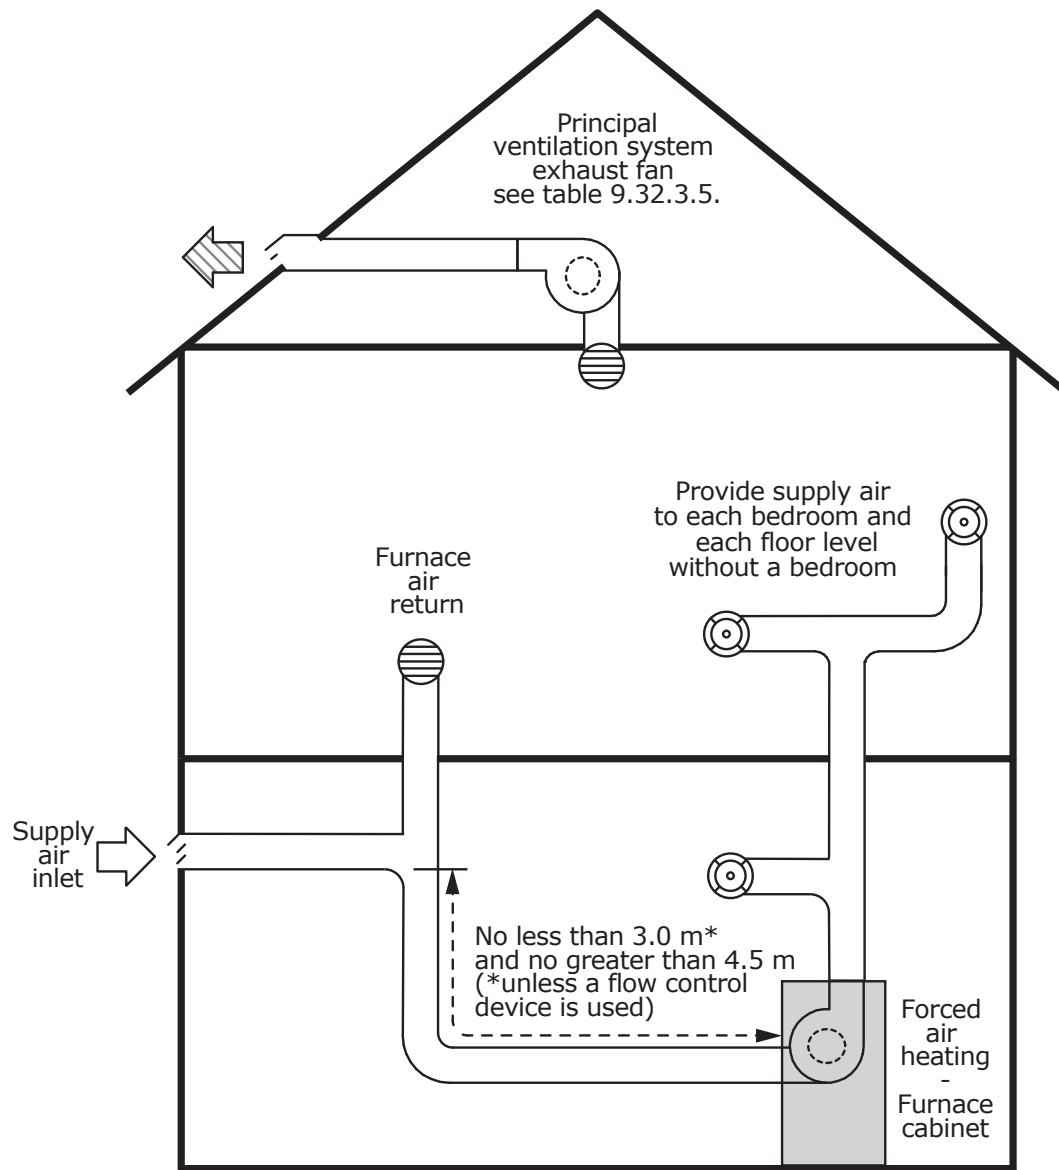 Principal
ventilation system
exhaust fan
see table 9.32.3.5.
Provide supply air
to each bedroom and
each floor level
without a bedroom
Furnace
air
return
Supply
air
inlet
No less than 3.0 m*
and no greater than 4.5 m
(*unless a flow control
device is used)
Forced
air
heating
-
Furnace
cabinet